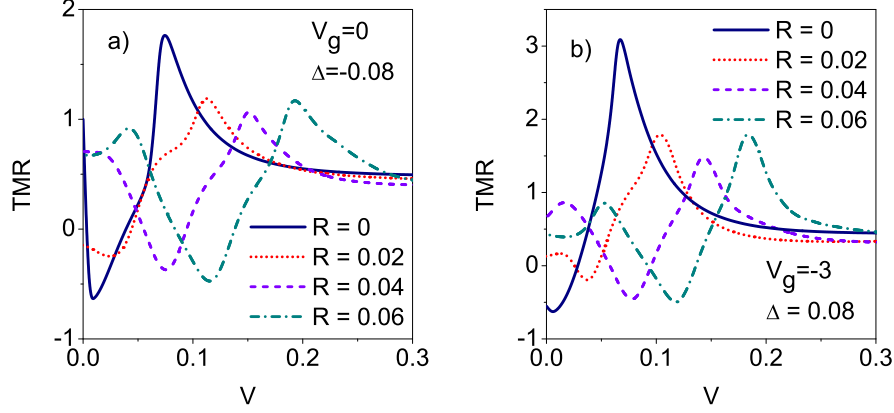 a)
V_g=0
Δ=-0.08
TMR
2
1
0
-1
R = 0
R = 0.02
R = 0.04
R = 0.06
0.0 0.1 0.2 0.3
V
b)
R = 0
R = 0.02
R = 0.04
R = 0.06
TMR
4
3
2
1
0
-1
V_g=-3
Δ = 0.08
0.0 0.1 0.2 0.3
V